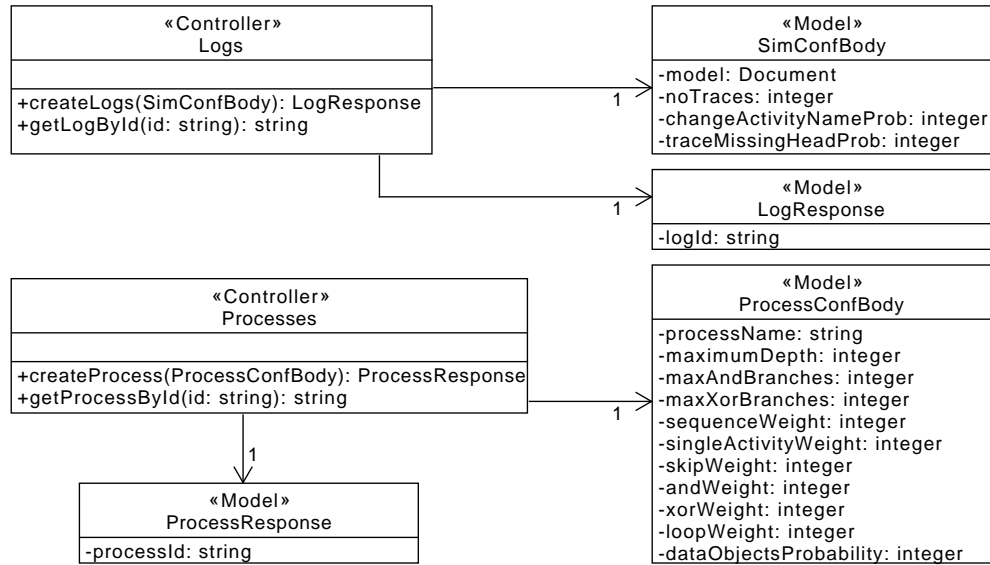 «Controller»
Logs
+createLogs(SimConfBody): LogResponse
+getLogById(id: string): string
1
1
«Model»
SimConfBody
-model: Document
-noTraces: integer
-changeActivityNameProb: integer
-traceMissingHeadProb: integer
«Model»
LogResponse
-logId: string
«Controller»
Processes
+createProcess(ProcessConfBody): ProcessResponse
+getProcessById(id: string): string
1
1
«Model»
ProcessResponse
-processId: string
«Model»
ProcessConfBody
-processName: string
-maximumDepth: integer
-maxAndBranches: integer
-maxXorBranches: integer
-sequenceWeight: integer
-singleActivityWeight: integer
-skipWeight: integer
-andWeight: integer
-xorWeight: integer
-loopWeight: integer
-dataObjectsProbability: integer